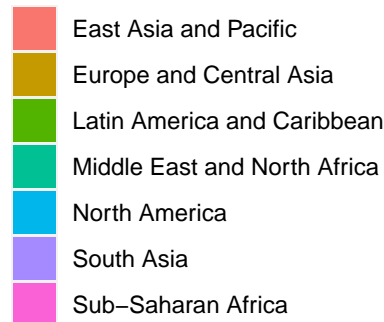 East Asia and Pacific
Europe and Central Asia
Latin America and Caribbean
Middle East and North Africa
North America
South Asia
Sub−Saharan Africa